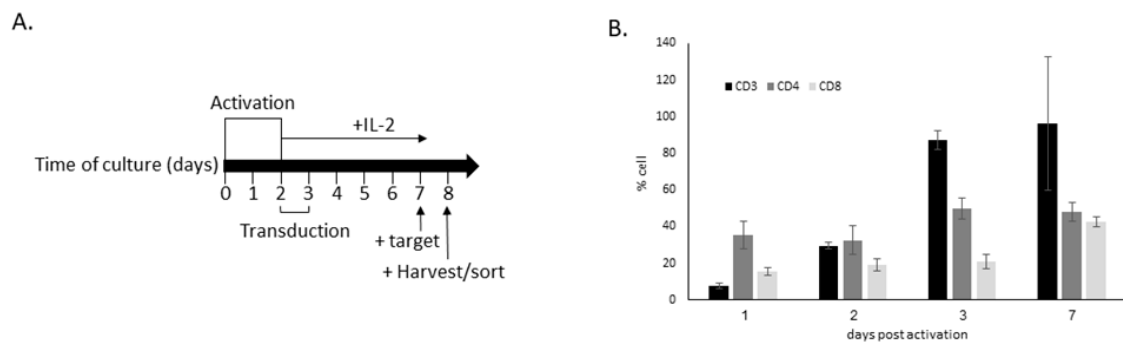 A.
Activation
+IL-2
Time of culture (days)
0 1 2 3 4 5 6 7 8
Transduction
+ target
+ Harvest/sort
B.
140
120
100
80
60
40
20
0
% cell
CD3 CD4 CD8
1 2 3 7
days post activation